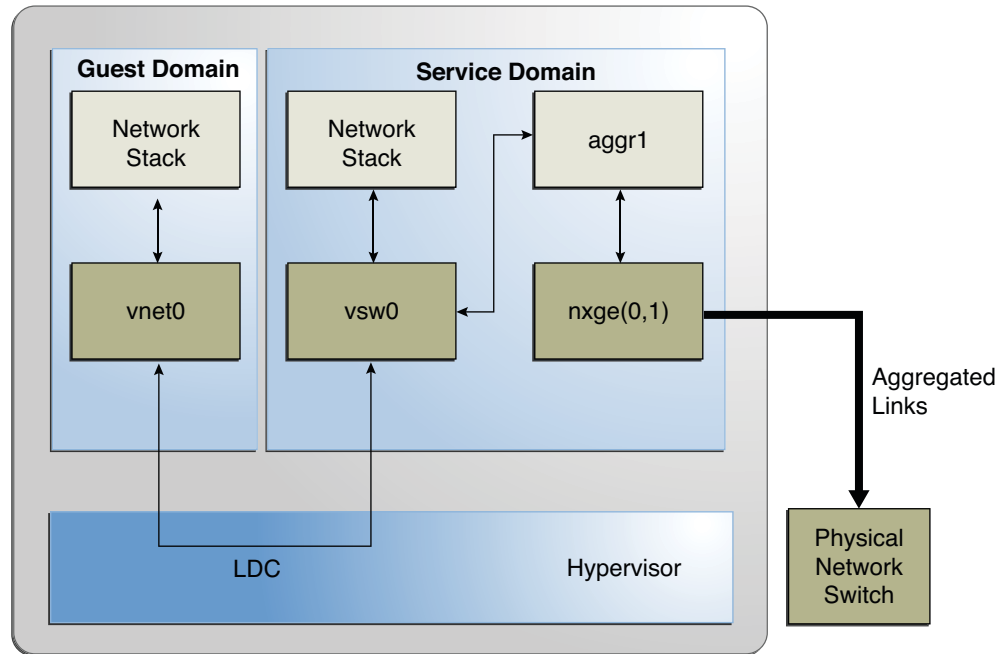 Guest Domain
Service Domain
Network
Stack
Network
Stack
aggr1
vnet0
vsw0
nxge(0,1)
Aggregated
Links
LDC
Hypervisor
Physical
Network
Switch